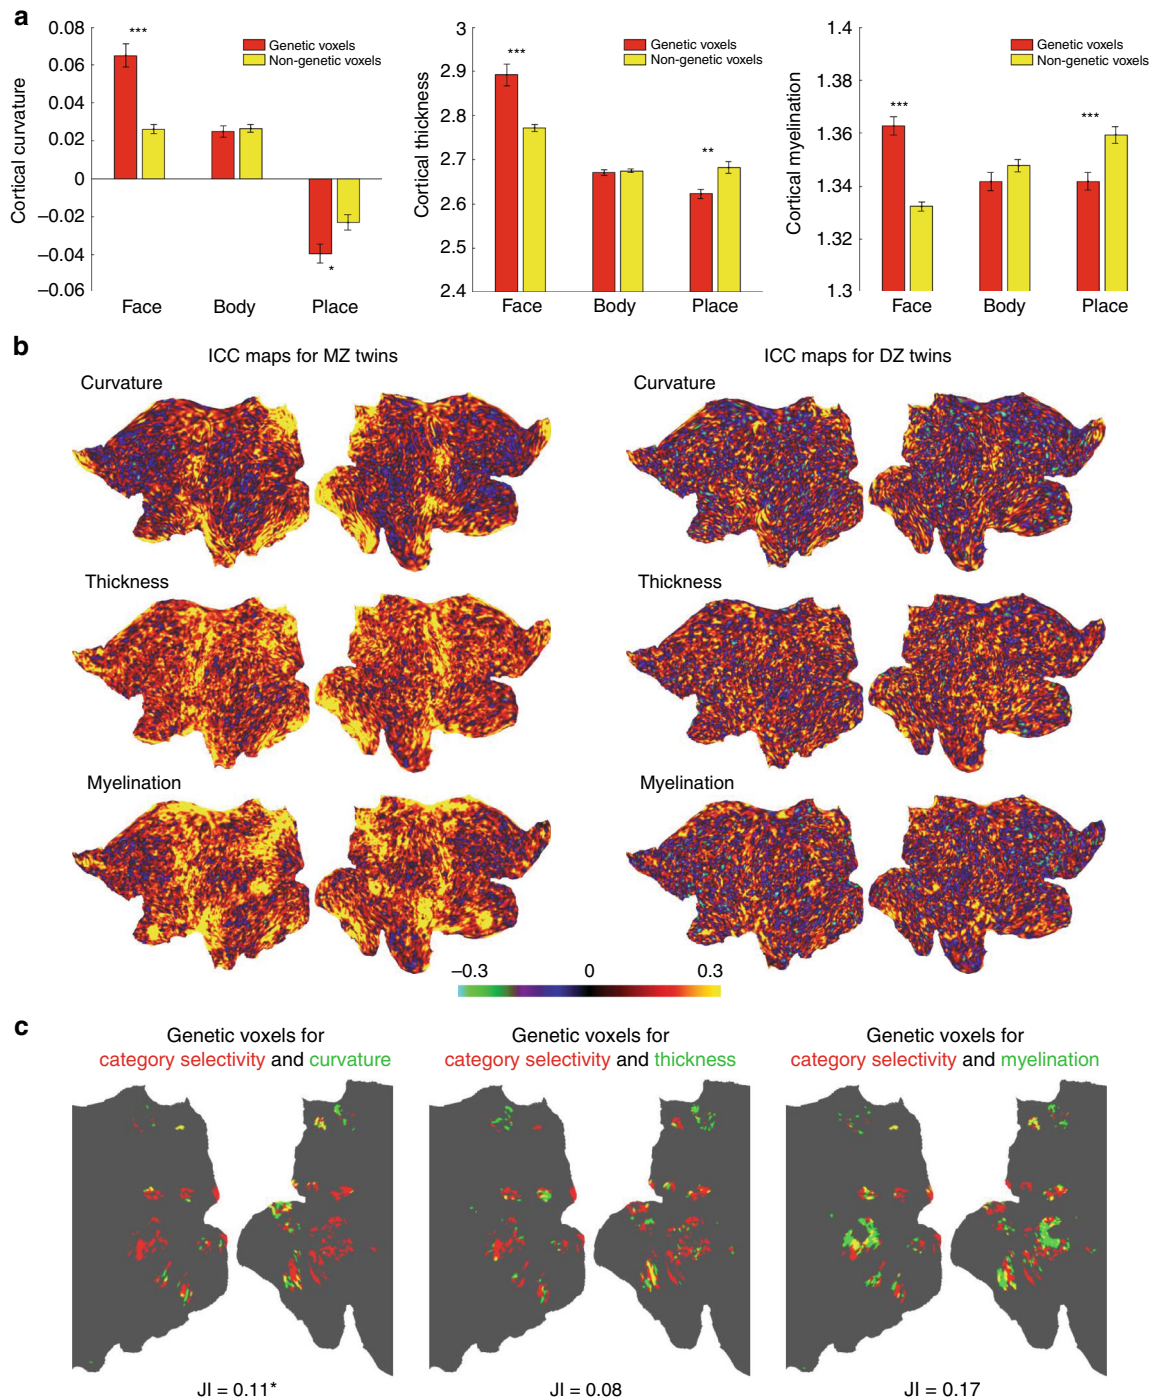 a
0.08
0.06
0.04
0.02
0
−0.02
−0.04
−0.06
Cortical curvature
***
*
Genetic voxels
Non-genetic voxels
Face Body Place
3
2.9
2.8
2.7
2.6
2.5
2.4
Cortical thickness
***
**
Genetic voxels
Non-genetic voxels
Face Body Place
1.4
1.38
1.36
1.34
1.32
1.3
Cortical myelination
***
***
Genetic voxels
Non-genetic voxels
Face Body Place
b
ICC maps for MZ twins
ICC maps for DZ twins
Curvature
Curvature
Thickness
Thickness
Myelination
Myelination
−0.3 0 0.3
c
Genetic voxels for
category selectivity and curvature
Genetic voxels for
category selectivity and thickness
Genetic voxels for
category selectivity and myelination
JI = 0.11*
JI = 0.08
JI = 0.17